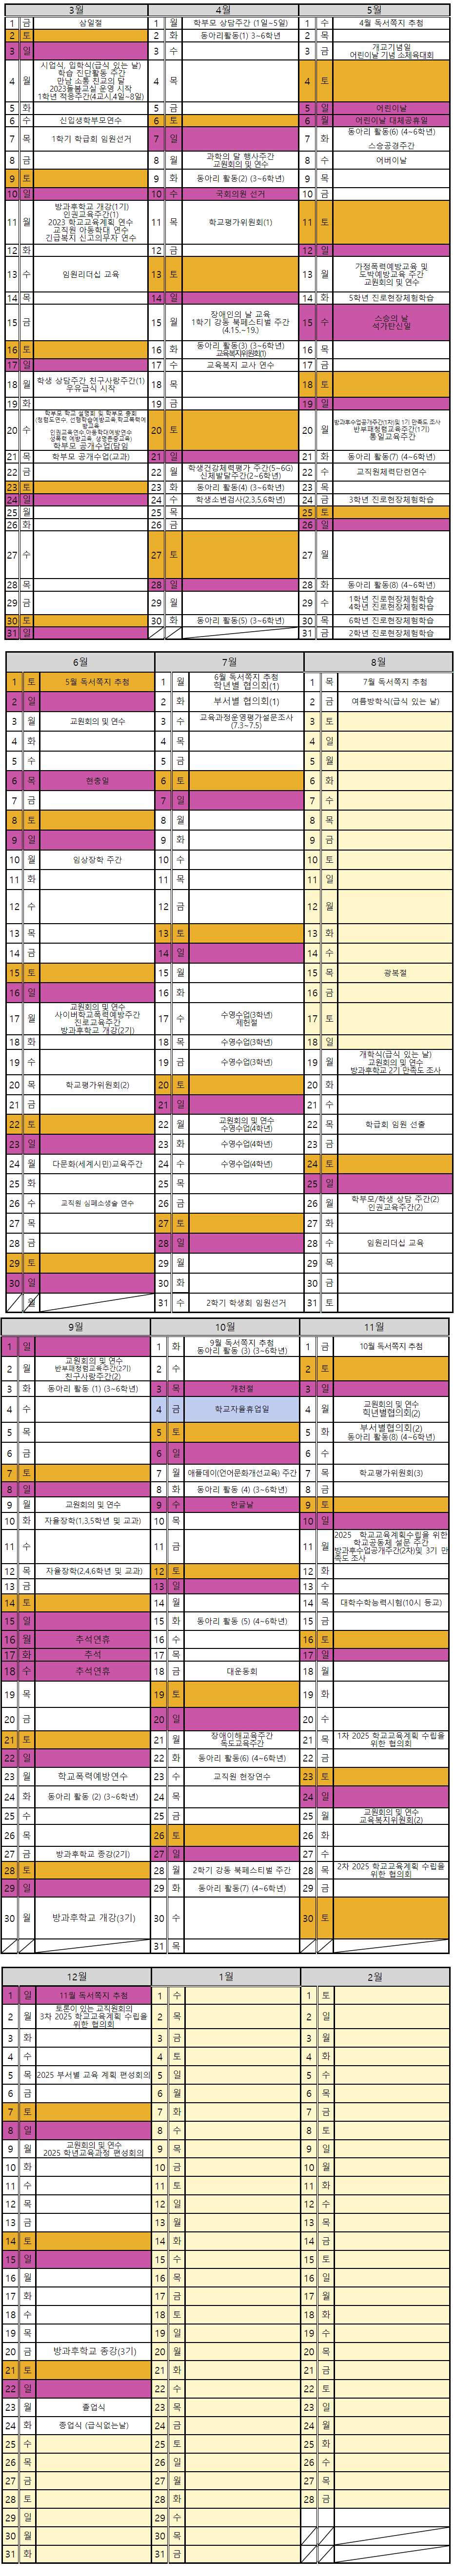 3월 4월 5월
1 금 삼일절 1 월 학부모 상담주간 (1일~5일) 1 수 4월 독서쪽지 추첨
2 토 2 화 동아리활동(1) 3~6학년 2 목
3 일 3 수 3 금 개교기념일
어린이날 기념 소체육대회
4 월 시업식, 입학식(급식 있는 날)
학습 진단활동 주간
만남 소통 친교의 달
2023돌봄교실 운영 시작
1학년 적응주간(4교시,4일~8일)
4 목 4 토
5 화 5 금 5 일 어린이날
6 수 신입생학부모연수 6 토 6 월 어린이날 대체공휴일
7 목 1학기 학급회 임원선거 7 일 7 화 동아리활동(6) (4~6학년)
스승공경주간
8 금 8 월 과학의 달 행사주간
교원회의 및 연수
8 수 어버이날
9 토 9 화 동아리활동(2) (3~6학년) 9 목
10 일 10 수 국회의원 선거 10 금
11 월 방과후학교 개강(1기)
인권교육주간(1)
2023 학교교육계획 연수
교직원 아동학대 연수
긴급복지 신고의무자 연수
11 목 학교평가위원회(1) 11 토
12 화 12 금 12 일
13 수 임원리더십 교육 13 토 13 월 가정폭력예방교육 및
도박예방교육 주간
교원회의 및 연수
14 목 14 일 14 화 5학년 진로현장체험학습
15 금 15 월 장애인의 날 교육
1학기 강동 북페스티벌 주간
(4.15.~19.)
15 수 스승의 날
석가탄신일
16 토 16 화 동아리활동(3) (3~6학년)
교육복지위원회(1)
16 목
17 일 17 수 교육복지 교사 연수 17 금
18 월 학생 상담주간 친구사랑주간(1)
우유급식 시작
18 목 18 토
19 화 19 금 19 일
20 수 학부모 학교 설명회 및 학부모 총회
(청렴도연수, 선행학습예방교육,학교폭력예
방교육,
인권교육연수,아동학대예방연수
성폭력 예방교육, 생명존중교육)
학부모 공개수업(담임)
20 토 20 월 방과후수업공개주간(1차)및 1기 만족도 조사
반부패청렴교육주간(1기)
통일교육주간
21 목 학부모 공개수업(교과) 21 일 21 화 동아리활동(7) (4~6학년)
22 금 22 월 학생건강체력평가 주간(5~6G)
신체발달주간(2~6학년)
22 수 교직원체력단련연수
23 토 23 화 동아리활동(4) (3~6학년) 23 목
24 일 24 수 학생소변검사(2,3,5,6학년) 24 금 3학년 진로현장체험학습
25 월 25 목 25 토
26 화 26 금 26 일
27 수 27 토 27 월
28 목 28 일 28 화 동아리활동(8) (4~6학년)
29 금 29 월 29 수 1학년 진로현장체험학습
4학년 진로현장체험학습
30 토 30 화 동아리활동(5) (3~6학년) 30 목 6학년 진로현장체험학습
31 일 31 금 2학년 진로현장체험학습
6월 7월 8월
1 토 5월 독서쪽지 추첨 1 월 6월 독서쪽지 추첨
학년별 협의회(1)
1 목 7월 독서쪽지 추첨
2 일 2 화 부서별 협의회(1) 2 금 여름방학식(급식 있는 날)
3 월 교원회의 및 연수 3 수 교육과정운영평가설문조사
(7.3~7.5)
3 토
4 화 4 목 4 일
5 수 5 금 5 월
6 목 현충일 6 토 6 화
7 금 7 일 7 수
8 토 8 월 8 목
9 일 9 화 9 금
10 월 임상장학 주간 10 수 10 토
11 화 11 목 11 일
12 수 12 금 12 월
13 목 13 토 13 화
14 금 14 일 14 수
15 토 15 월 15 목 광복절
16 일 16 화 16 금
17 월 교원회의 및 연수
사이버학교폭력예방주간
진로교육주간
방과후학교 개강(2기)
17 수 수영수업(3학년)
제헌절
17 토
18 화 18 목 수영수업(3학년) 18 일
19 수 19 금 수영수업(3학년) 19 월 개학식(급식 있는 날)
교원회의 및 연수
방과후학교 2기 만족도 조사
20 목 학교평가위원회(2) 20 토 20 화
21 금 21 일 21 수
22 토 22 월 교원회의 및 연수
수영수업(4학년)
22 목 학급회 임원 선출
23 일 23 화 수영수업(4학년) 23 금
24 월 다문화(세계시민)교육주간 24 수 수영수업(4학년) 24 토
25 화 25 목 25 일
26 수 교직원 심폐소생술 연수 26 금 26 월 학부모/학생 상담 주간(2)
인권교육주간(2)
27 목 27 토 27 화
28 금 28 일 28 수 임원리더십 교육
29 토 29 월 29 목
30 일 30 화 30 금
월 31 수 2학기 학생회 임원선거 31 토
9월 10월 11월
1 일 1 화 9월 독서쪽지 추첨
동아리 활동 (3) (3~6학년)
1 금 10월 독서쪽지 추첨
2 월 교원회의 및 연수
반부패청렴교육주간(2기)
친구사랑주간(2)
2 수 2 토
3 화 동아리 활동 (1) (3~6학년) 3 목 개천절 3 일
4 수 4 금 학교자율휴업일 4 월 교원회의 및 연수
학년별협의회(2)
5 목 5 토 5 화 부서별협의회(2)
동아리 활동(8) (4~6학년)
6 금 6 일 6 수
7 토 7 월 애플데이(언어문화개선교육) 주간 7 목 학교평가위원회(3)
8 일 8 화 동아리 활동 (4) (3~6학년) 8 금
9 월 교원회의 및 연수 9 수 한글날 9 토
10 화 자율장학(1,3,5학년 및 교과) 10 목 10 일
11 수 11 금 11 월 2025 학교교육계획수립을 위한
학교공동체 설문 주간
방과후수업공개주간(2차)및 3기 만
족도 조사
12 목 자율장학(2,4,6학년 및 교과) 12 토 12 화
13 금 13 일 13 수
14 토 14 월 14 목 대학수학능력시험(10시 등교)
15 일 15 화 동아리 활동 (5) (4~6학년) 15 금
16 월 추석연휴 16 수 16 토
17 화 추석 17 목 17 일
18 수 추석연휴 18 금 대운동회 18 월
19 목 19 토 19 화
20 금 20 일 20 수
21 토 21 월 장애이해교육주간
독도교육주간
21 목 1차 2025 학교교육계획 수립을
위한 협의회
22 일 22 화 동아리 활동(6) (4~6학년) 22 금
23 월 학교폭력예방연수 23 수 교직원 현장연수 23 토
24 화 동아리 활동 (2) (3~6학년) 24 목 24 일
25 수 25 금 25 월 교원회의 및 연수
교육복지위원회(2)
26 목 26 토 26 화
27 금 방과후학교 종강(2기) 27 일 27 수
28 토 28 월 2학기 강동 북페스티벌 주간 28 목 2차 2025 학교교육계획 수립을
위한 협의회
29 일 29 화 동아리 활동(7) (4~6학년) 29 금
30 월 방과후학교 개강(3기) 30 수 30 토
31 목
12월 1월 2월
1 일 11월 독서쪽지 추첨 1 수 1 토
2 월 토론이 있는 교직원회의
3차 2025 학교교육계획 수립을
위한 협의회
2 목 2 일
3 화 3 금 3 월
4 수 4 토 4 화
5 목 2025 부서별 교육 계획 편성회의 5 일 5 수
6 금 6 월 6 목
7 토 7 화 7 금
8 일 8 수 8 토
9 월 교원회의 및 연수
2025 학년교육과정 편성회의
9 목 9 일
10 화 10 금 10 월
11 수 11 토 11 화
12 목 12 일 12 수
13 금 13 월 13 목
14 토 14 화 14 금
15 일 15 수 15 토
16 월 16 목 16 일
17 화 17 금 17 월
18 수 18 토 18 화
19 목 19 일 19 수
20 금 방과후학교 종강(3기) 20 월 20 목
21 토 21 화 21 금
22 일 22 수 22 토
23 월 졸업식 23 목 23 일
24 화 종업식 (급식없는날) 24 금 24 월
25 수 25 토 25 화
26 목 26 일 26 수
27 금 27 월 27 목
28 토 28 화 28 금
29 일 29 수
30 월 30 목
31 화 31 금